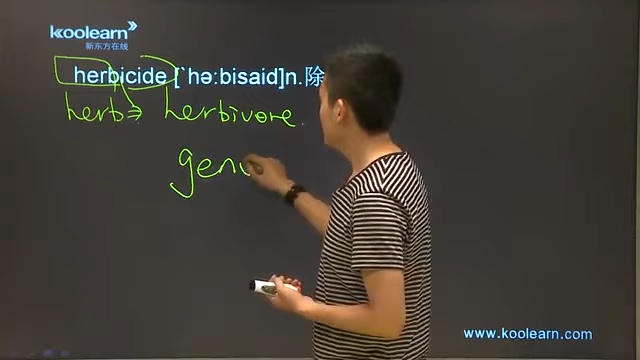 koolearn
新东方在线
herbicide [`hə:bisaid]n.除
herb⇒ herbivore.
gen
www.koolearn.com